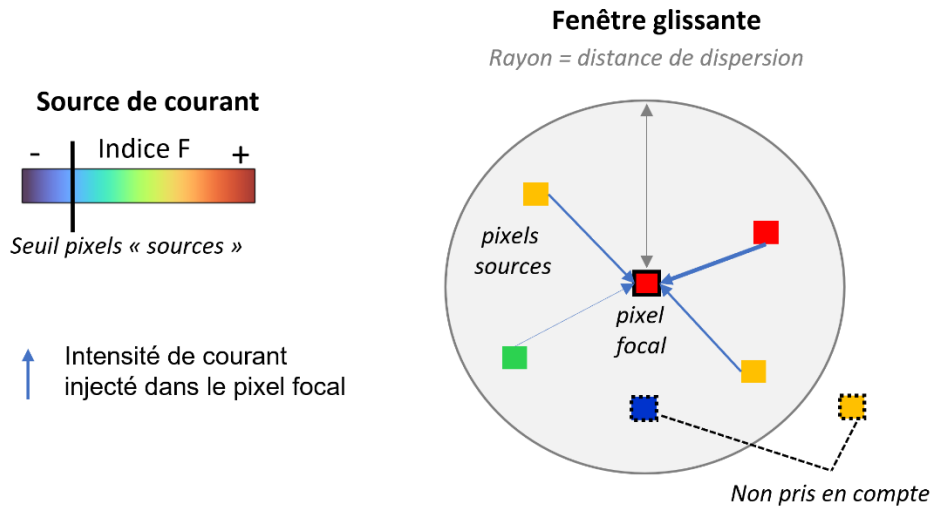 Fenêtre glissante
Rayon = distance de dispersion
Source de courant
- Indice F +
Seuil pixels « sources »
pixels
sources
pixel
focal
Intensité de courant
injecté dans le pixel focal
Non pris en compte